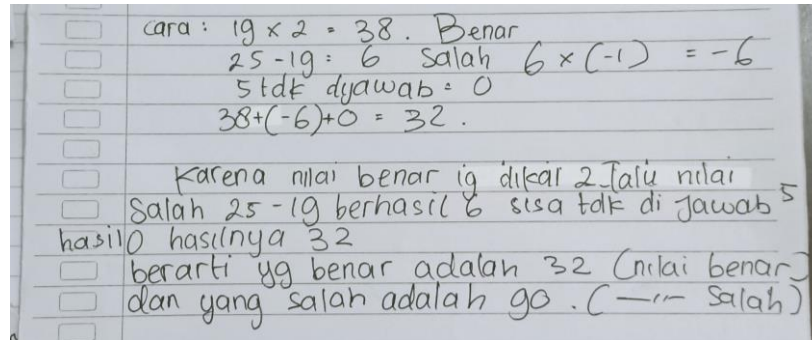 cara : 19 x 2 = 38 . Benar
25 - 19 = 6 Salah 6 x (-1) = -6
5 tdk dijawab = 0
38+(-6)+0 = 32 .
Karena nilai benar 19 dikai 2 lalu nilai
Salah 25 - 19 berhasil 6 sisa tdk di Jawab 5
hasil 0 hasilnya 32
berarti yg benar adalah 32 (nilai benar)
dan yang salah adalah 90 . ( —〃— Salah)